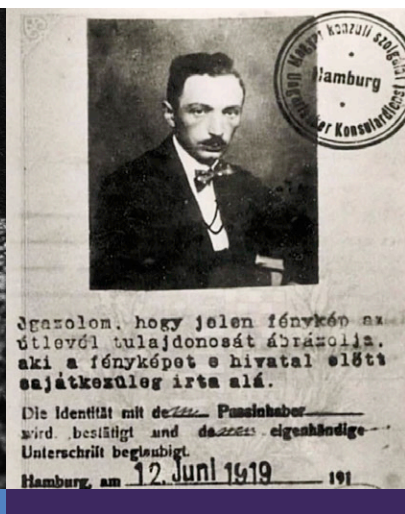 Magyar konzuli szolgálat
Hamburg
Ungarischer Konsulardienst
Igazolom, hogy jelen fénykép az
útlevél tulajdonosát ábrázolja,
aki a fényképet e hivatal előtt
sajátkezüleg irta alá.
Die Identität mit dem Passinhaber
wird bestätigt und dessen eigenhändige
Unterschrift beglaubigt.
Hamburg, am 12. Juni 1919 191